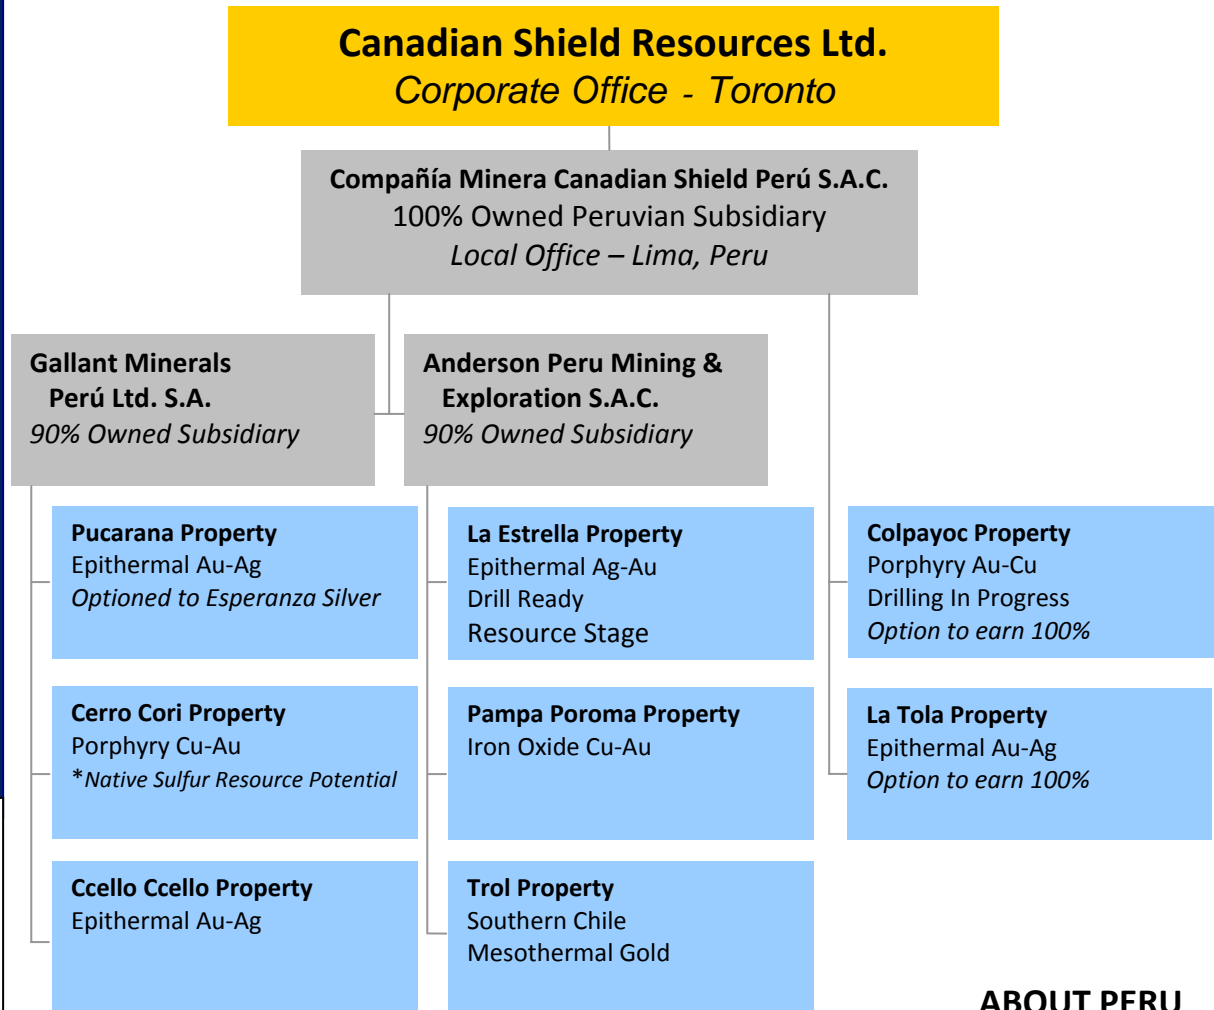 Canadian Shield Resources Ltd.
Corporate Office - Toronto
Compañía Minera Canadian Shield Perú S.A.C.
100% Owned Peruvian Subsidiary
Local Office – Lima, Peru
Gallant Minerals
Perú Ltd. S.A.
90% Owned Subsidiary
Anderson Peru Mining &
Exploration S.A.C.
90% Owned Subsidiary
Pucarana Property
Epithermal Au-Ag
Optioned to Esperanza Silver
La Estrella Property
Epithermal Ag-Au
Drill Ready
Resource Stage
Colpayoc Property
Porphyry Au-Cu
Drilling In Progress
Option to earn 100%
Cerro Cori Property
Porphyry Cu-Au
*Native Sulfur Resource Potential
Pampa Poroma Property
Iron Oxide Cu-Au
La Tola Property
Epithermal Au-Ag
Option to earn 100%
Ccello Ccello Property
Epithermal Au-Ag
Trol Property
Southern Chile
Mesothermal Gold
ABOUT PERU